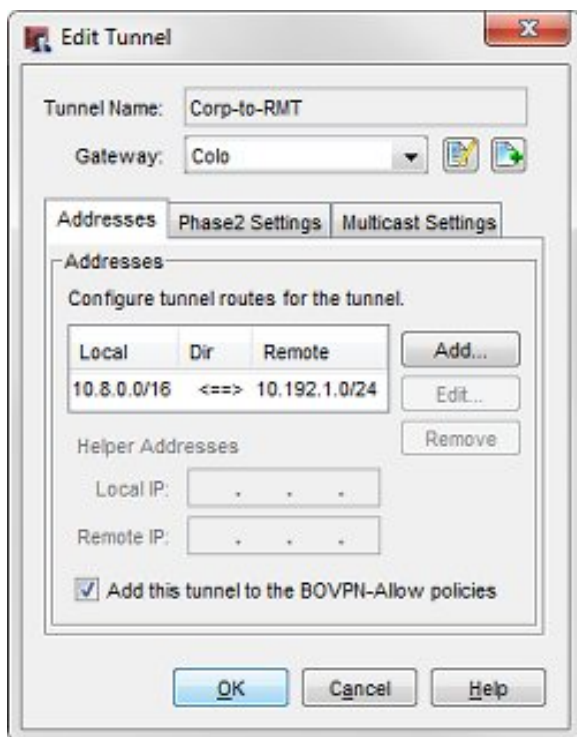 Edit Tunnel
Tunnel Name: Corp-to-RMT
Gateway: Colo
Addresses Phase2 Settings Multicast Settings
Addresses
Configure tunnel routes for the tunnel.
Local Dir Remote Add...
10.8.0.0/16 <==> 10.192.1.0/24 Edit...
Remove
Helper Addresses
Local IP: . . .
Remote IP: . . .
Add this tunnel to the BOVPN-Allow policies
OK Cancel Help